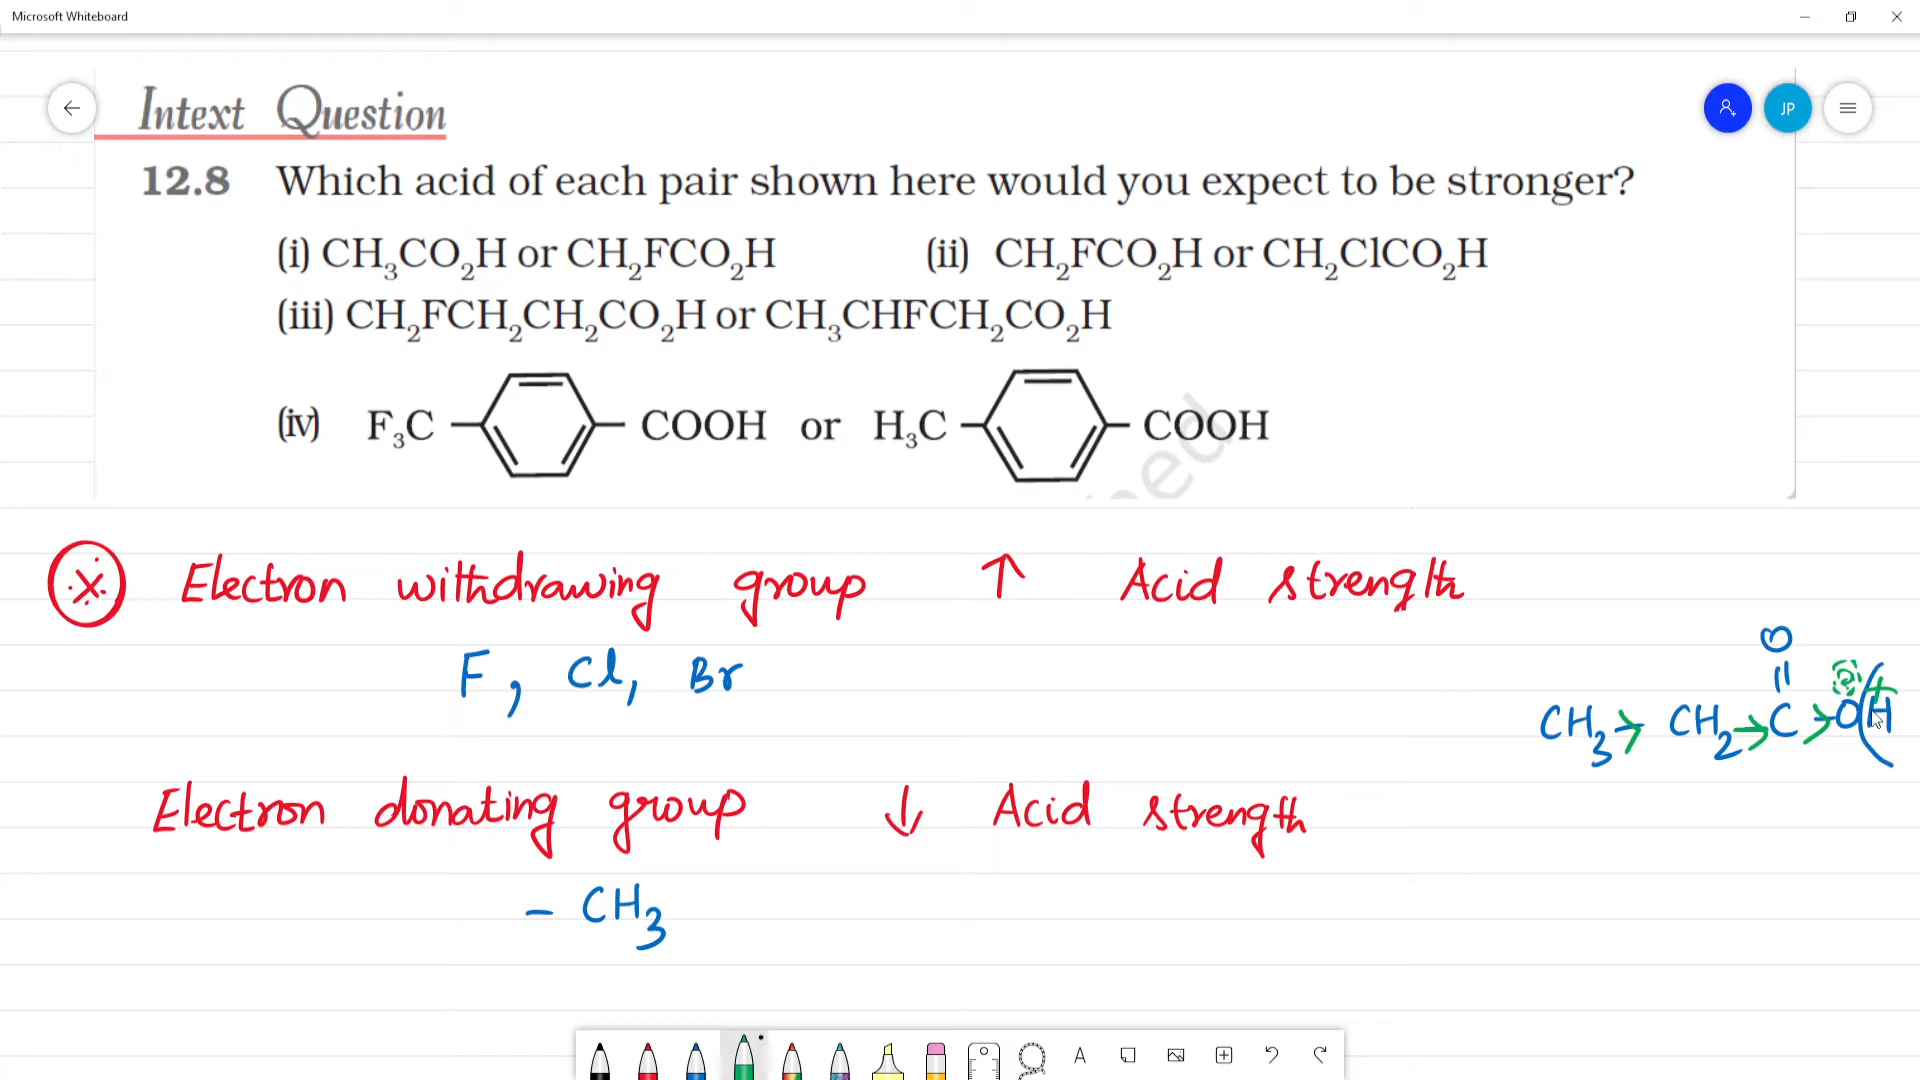 Microsoft Whiteboard
Intext Question
JP
12.8 Which acid of each pair shown here would you expect to be stronger?
(i) CH₃CO₂H or CH₂FCO₂H (ii) CH₂FCO₂H or CH₂ClCO₂H
(iii) CH₂FCH₂CH₂CO₂H or CH₃CHFCH₂CO₂H
(iv) F₃C COOH or H₃C COOH
Electron withdrawing group ↑ Acid strength
F, Cl, Br
O
CH₃ CH₂ C O H
Electron donating group ↓ Acid strength
– CH₃
A